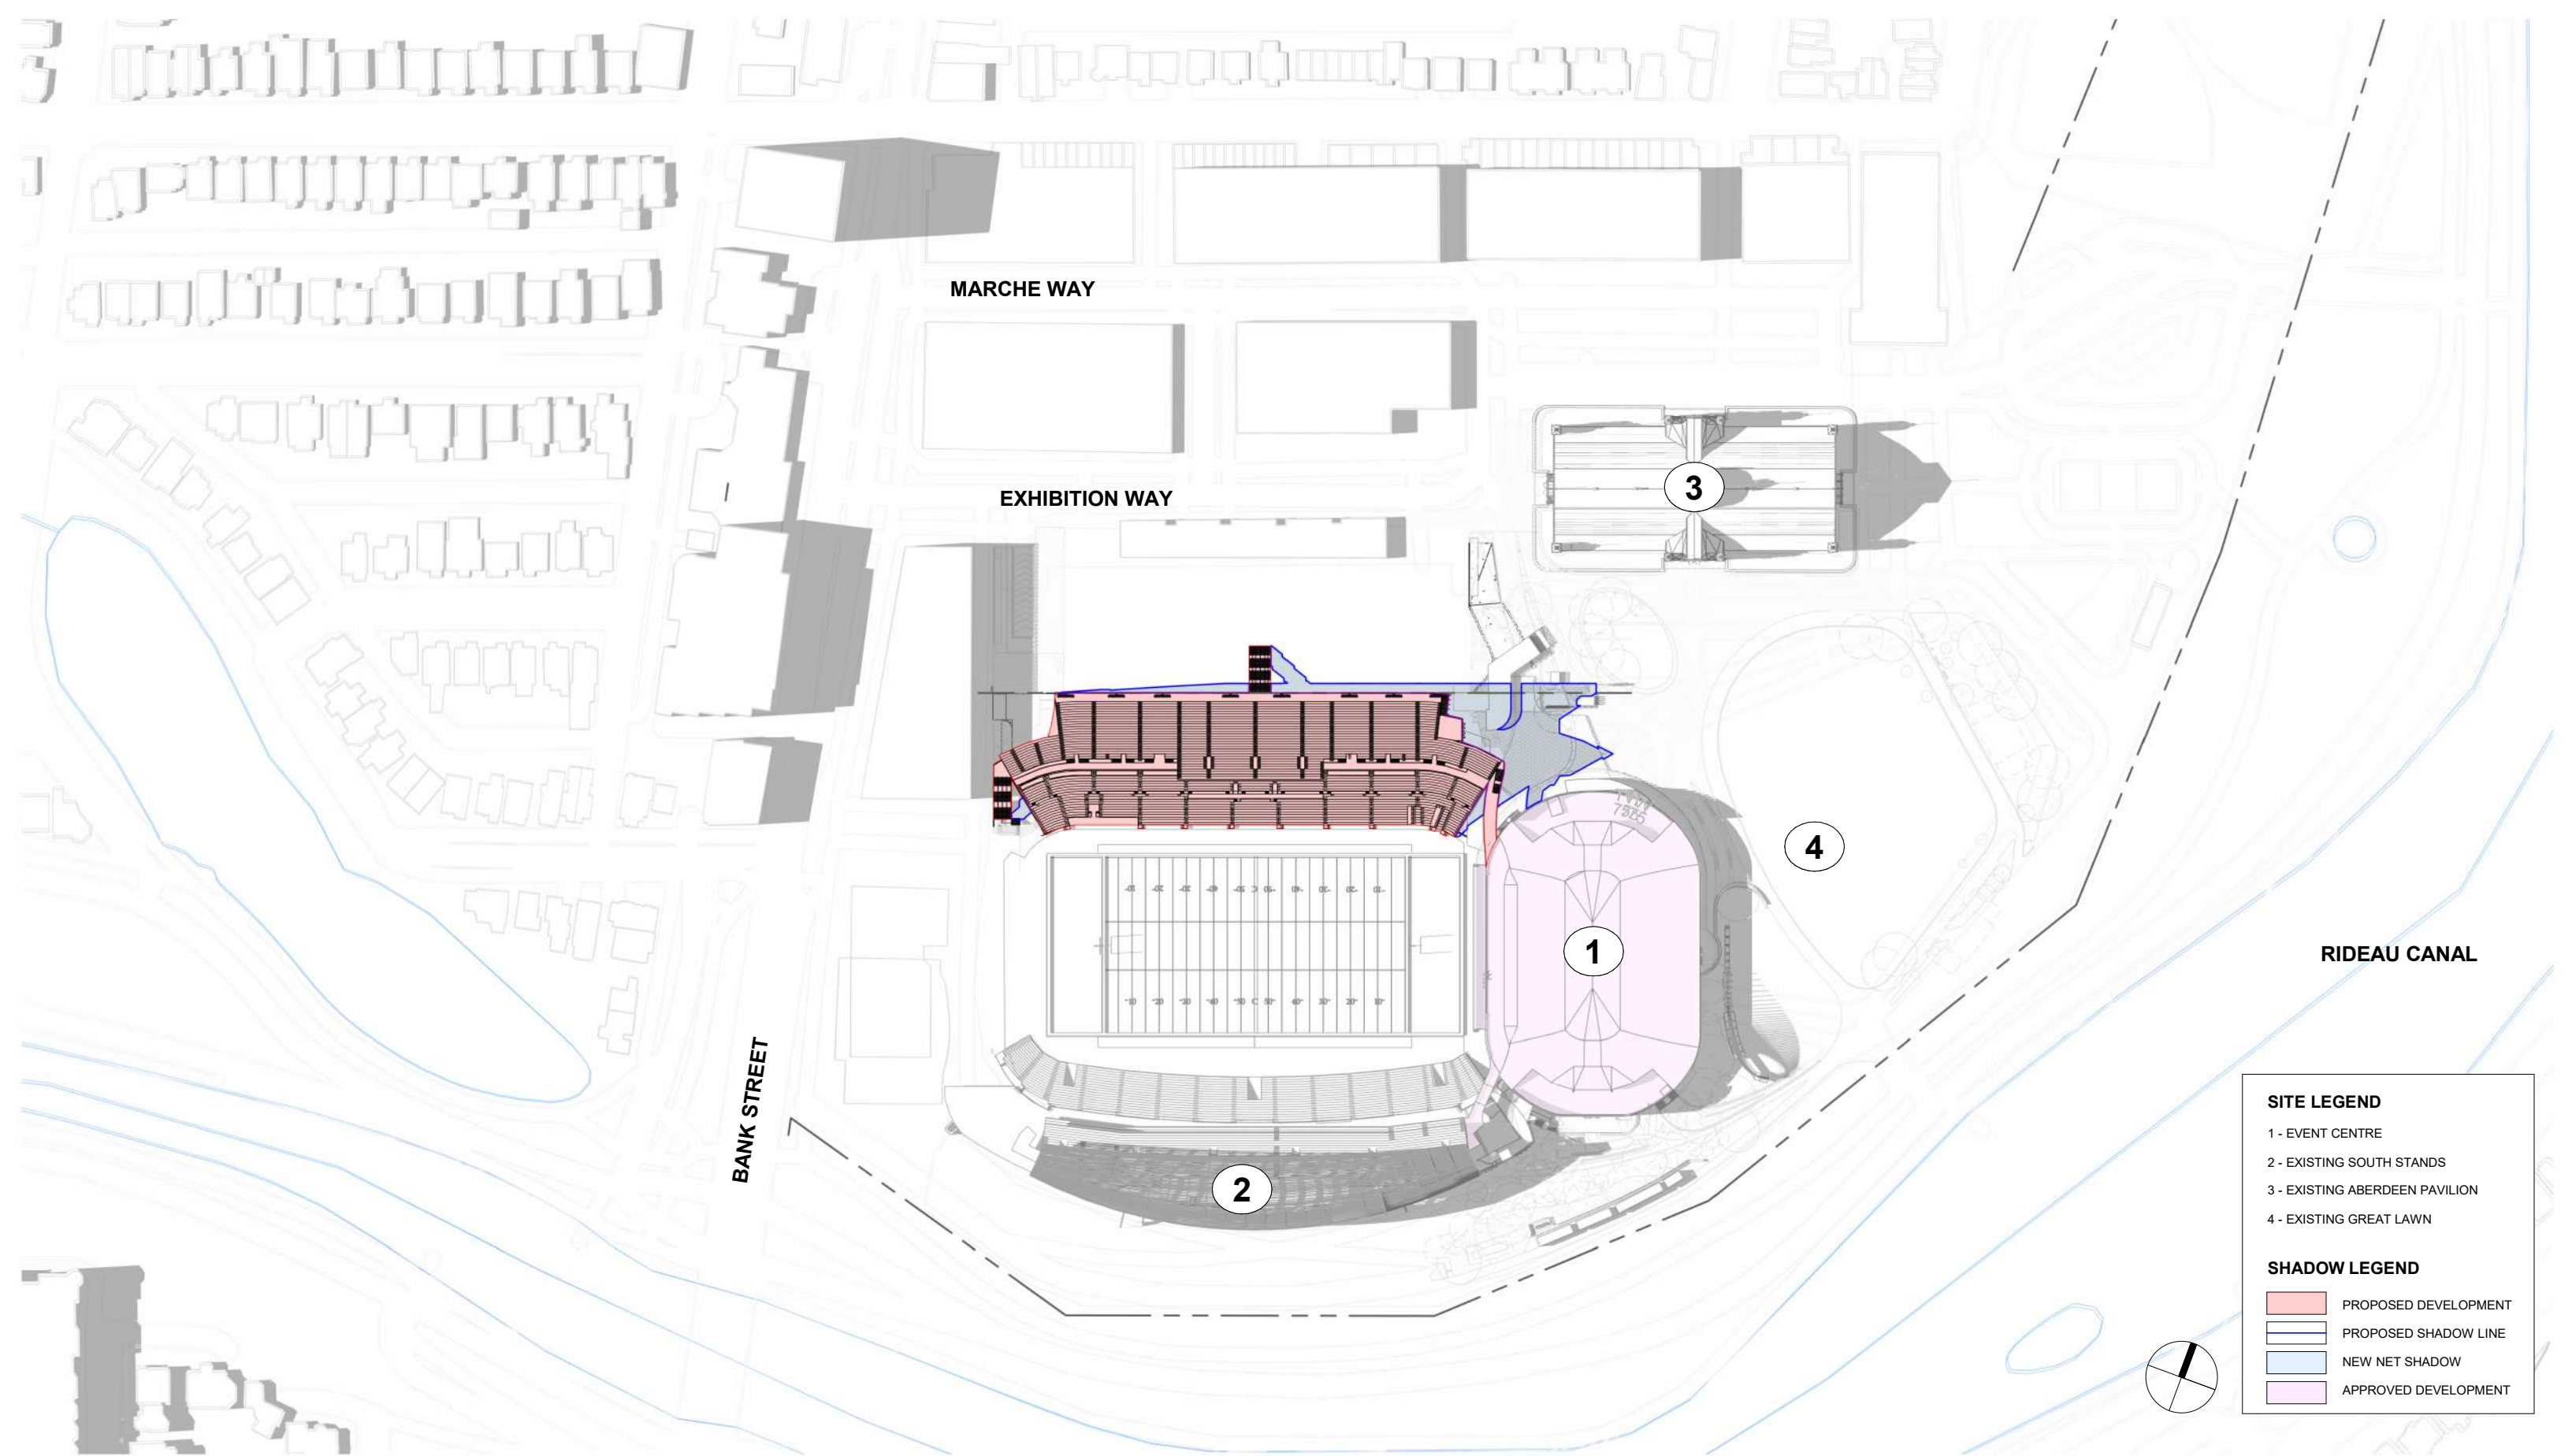 MARCHE WAY
EXHIBITION WAY
3
4
1
RIDEAU CANAL
BANK STREET
2
SITE LEGEND
1 - EVENT CENTRE
2 - EXISTING SOUTH STANDS
3 - EXISTING ABERDEEN PAVILION
4 - EXISTING GREAT LAWN
SHADOW LEGEND
PROPOSED DEVELOPMENT
PROPOSED SHADOW LINE
NEW NET SHADOW
APPROVED DEVELOPMENT